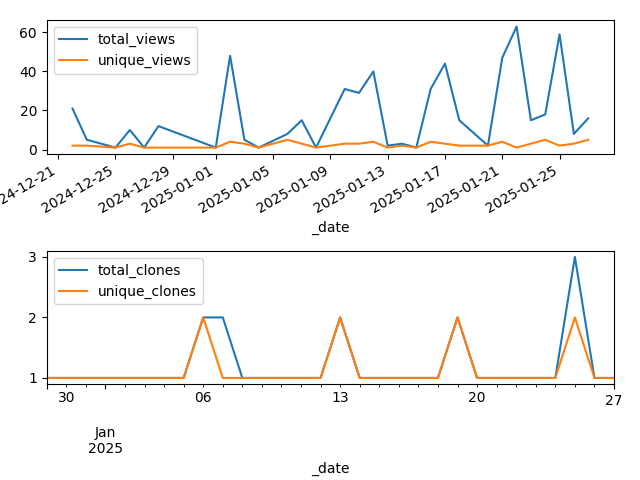 60
40
20
0
total_views
unique_views
24-12-21
2024-12-25
2024-12-29
2025-01-01
2025-01-05
2025-01-09
2025-01-13
2025-01-17
2025-01-21
2025-01-25
_date
3
2
1
total_clones
unique_clones
30 06 13 20 27
Jan
2025
_date